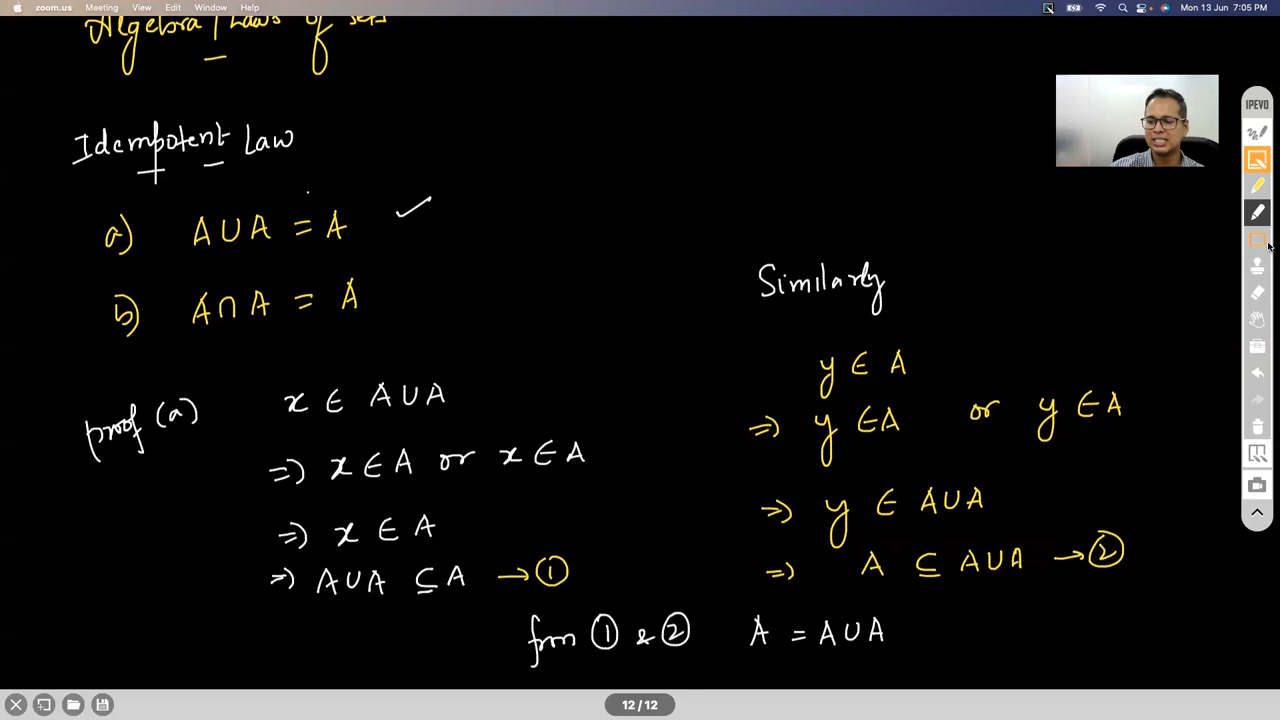 zoom.us Meeting View Edit Window Help Mon 13 Jun 7:05 PM
Algebra / Laws of sets
IPEVO
Idempotent Law
a) A ∪ A = A ✓
b) A ∩ A = A
proof (a) x ∈ A ∪ A
⇒) x ∈ A or x ∈ A
⇒) x ∈ A
⇒) A ∪ A ⊆ A → ①
Similarly
y ∈ A
⇒) y ∈ A or y ∈ A
⇒) y ∈ A ∪ A
⇒) A ⊆ A ∪ A → ②
from ① & ② A = A ∪ A
12 / 12